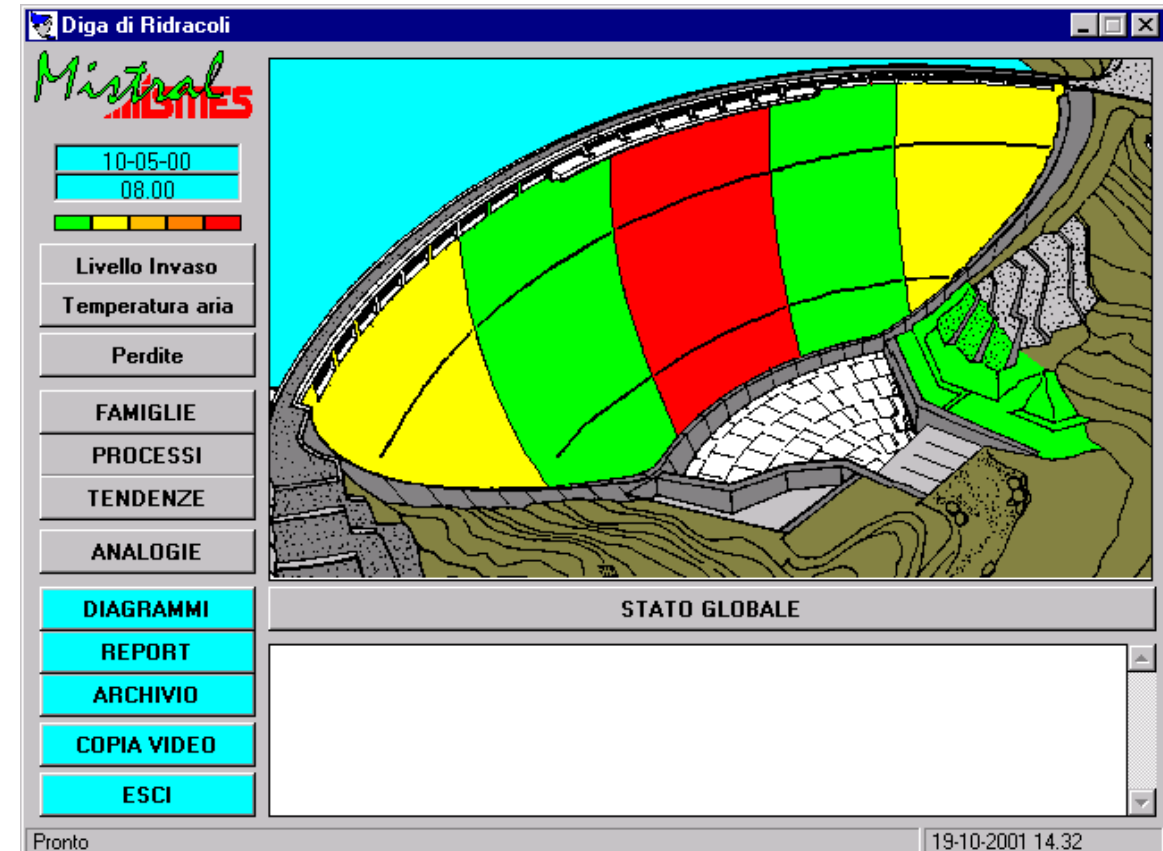 Diga di Ridracoli
Mistral
ISMES
10-05-00
08.00
Livello Invaso
Temperatura aria
Perdite
FAMIGLIE
PROCESSI
TENDENZE
ANALOGIE
DIAGRAMMI
REPORT
ARCHIVIO
COPIA VIDEO
ESCI
STATO GLOBALE
Pronto
19-10-2001 14.32